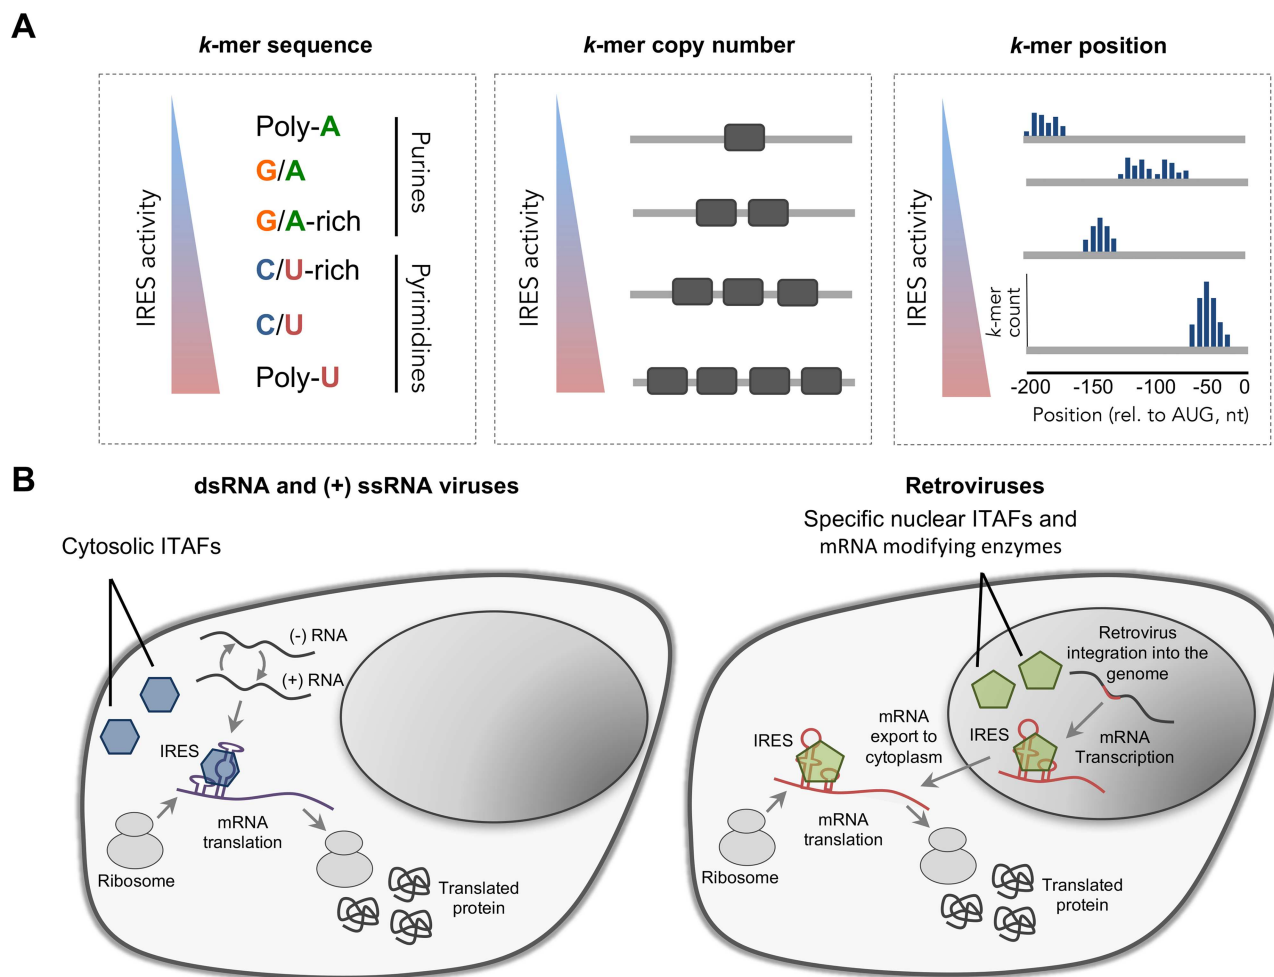 A
k-mer sequence
IRES activity
Poly-A
G/A
G/A-rich
C/U-rich
C/U
Poly-U
Purines
Pyrimidines
k-mer copy number
IRES activity
k-mer position
IRES activity
k-mer
count
-200 -150 -100 -50 0
Position (rel. to AUG, nt)
B
dsRNA and (+) ssRNA viruses
Cytosolic ITAFs
(-) RNA
(+) RNA
IRES
mRNA
translation
Ribosome
Translated
protein
Retroviruses
Specific nuclear ITAFs and
mRNA modifying enzymes
Retrovirus
integration into the
genome
mRNA
Transcription
IRES
mRNA
export to
cytoplasm
IRES
mRNA
translation
Ribosome
Translated
protein